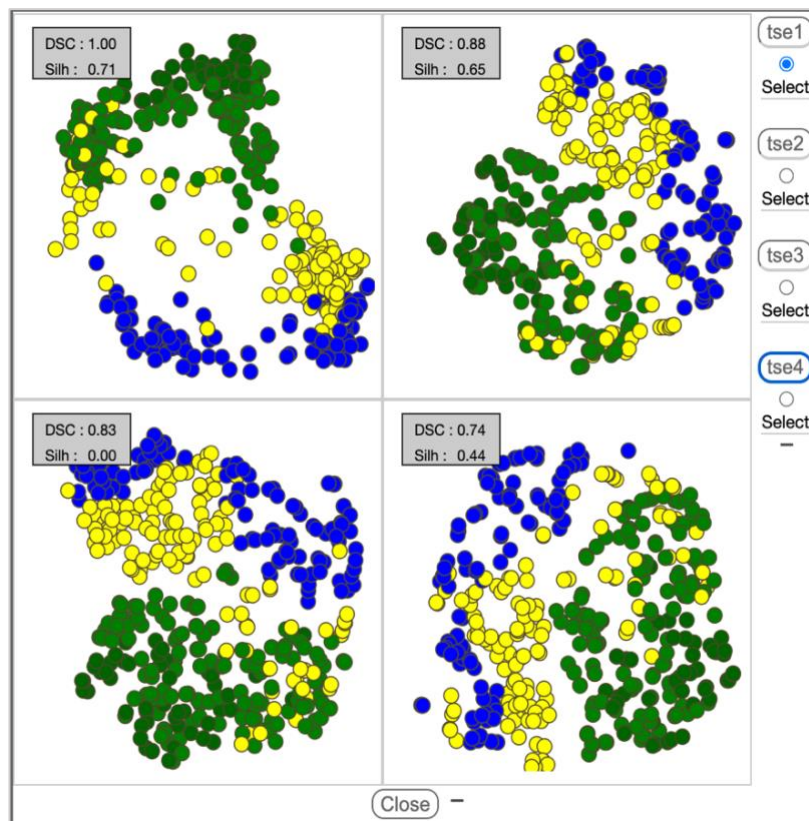 DSC : 1.00
Silh : 0.71
DSC : 0.88
Silh : 0.65
DSC : 0.83
Silh : 0.00
DSC : 0.74
Silh : 0.44
tse1
Select
tse2
Select
tse3
Select
tse4
Select
Close